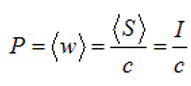 P = ⟨w⟩ = ⟨S⟩/c = I/c